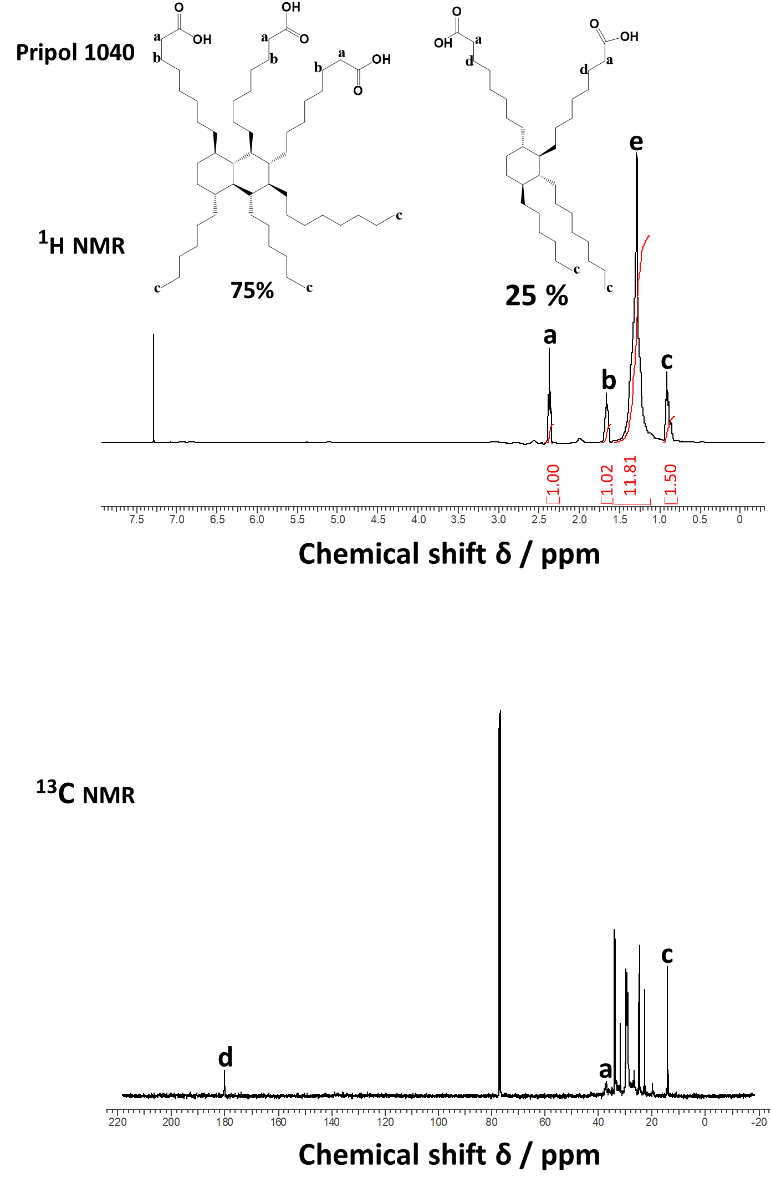 Pripol 1040
O
OH
a
b
OH
O
a
b
a
b
OH
O
c
c
c
75%
O
OH
a
d
O
OH
a
d
c
c
25 %
¹H NMR
a
b
e
c
1.00
1.02
11.81
1.50
7.5 7.0 6.5 6.0 5.5 5.0 4.5 4.0 3.5 3.0 2.5 2.0 1.5 1.0 0.5 0
Chemical shift δ / ppm
¹³C NMR
d
a
c
220 200 180 160 140 120 100 80 60 40 20 0 -20
Chemical shift δ / ppm